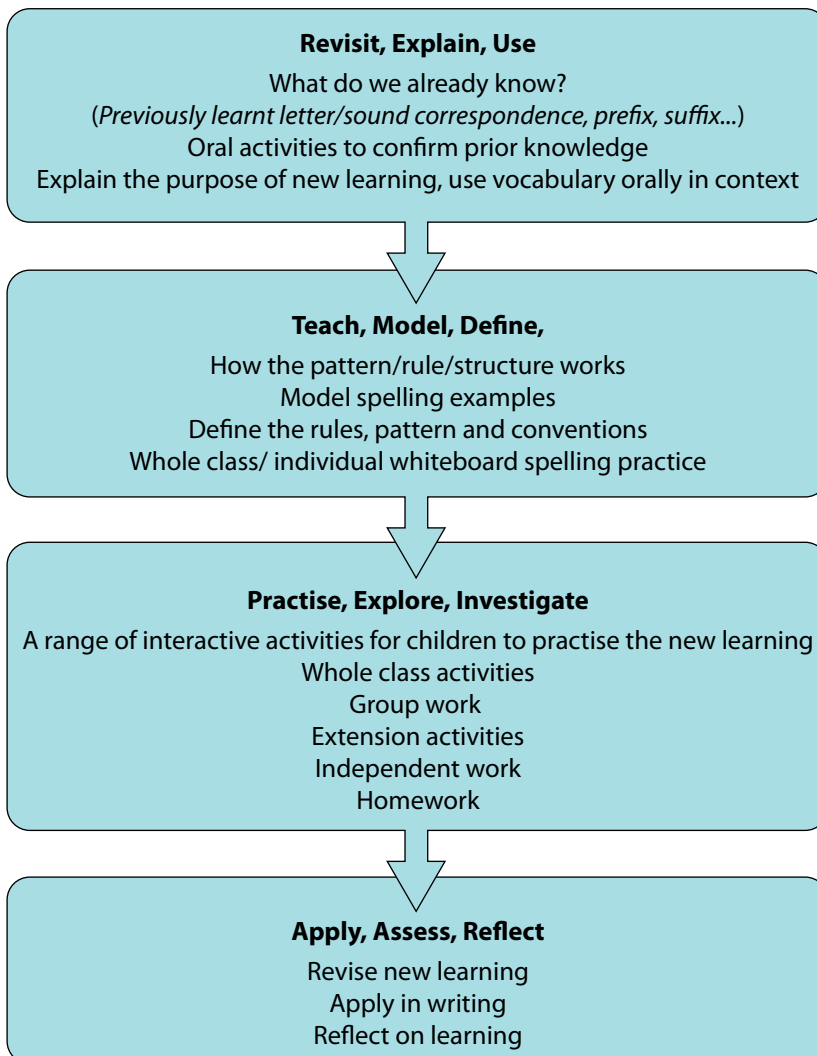 Revisit, Explain, Use
What do we already know?
(Previously learnt letter/sound correspondence, prefix, suffix...)
Oral activities to confirm prior knowledge
Explain the purpose of new learning, use vocabulary orally in context
Teach, Model, Define,
How the pattern/rule/structure works
Model spelling examples
Define the rules, pattern and conventions
Whole class/ individual whiteboard spelling practice
Practise, Explore, Investigate
A range of interactive activities for children to practise the new learning
Whole class activities
Group work
Extension activities
Independent work
Homework
Apply, Assess, Reflect
Revise new learning
Apply in writing
Reflect on learning